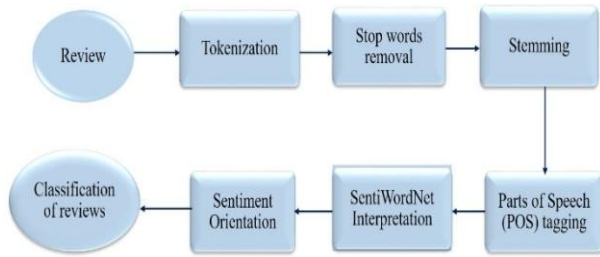 Review
Tokenization
Stop words
removal
Stemming
Parts of Speech
(POS) tagging
SentiWordNet
Interpretation
Sentiment
Orientation
Classification
of reviews